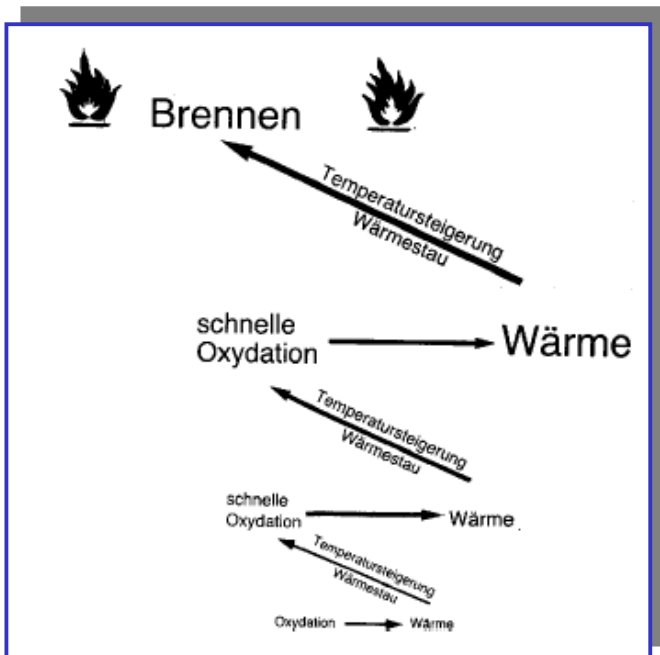 Brennen
Temperatursteigerung
Wärmestau
schnelle
Oxydation
Wärme
Temperatursteigerung
Wärmestau
schnelle
Oxydation
Wärme
Temperatursteigerung
Wärmestau
Oxydation
Wärme